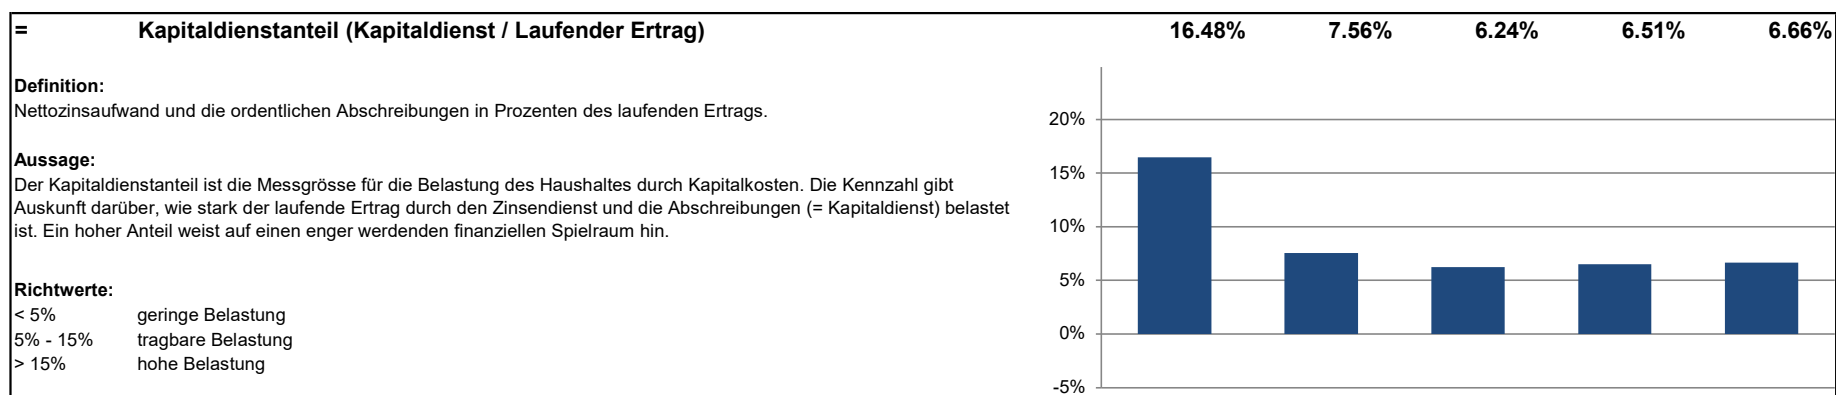 = Kapitaldienstanteil (Kapitaldienst / Laufender Ertrag) 16.48% 7.56% 6.24% 6.51% 6.66%
Definition:
Nettozinsaufwand und die ordentlichen Abschreibungen in Prozenten des laufenden Ertrags.
Aussage:
Der Kapitaldienstanteil ist die Messgrösse für die Belastung des Haushaltes durch Kapitalkosten. Die Kennzahl gibt
Auskunft darüber, wie stark der laufende Ertrag durch den Zinsendienst und die Abschreibungen (= Kapitaldienst) belastet
ist. Ein hoher Anteil weist auf einen enger werdenden finanziellen Spielraum hin.
Richtwerte:
< 5% geringe Belastung
5% - 15% tragbare Belastung
> 15% hohe Belastung
20%
15%
10%
5%
0%
-5%